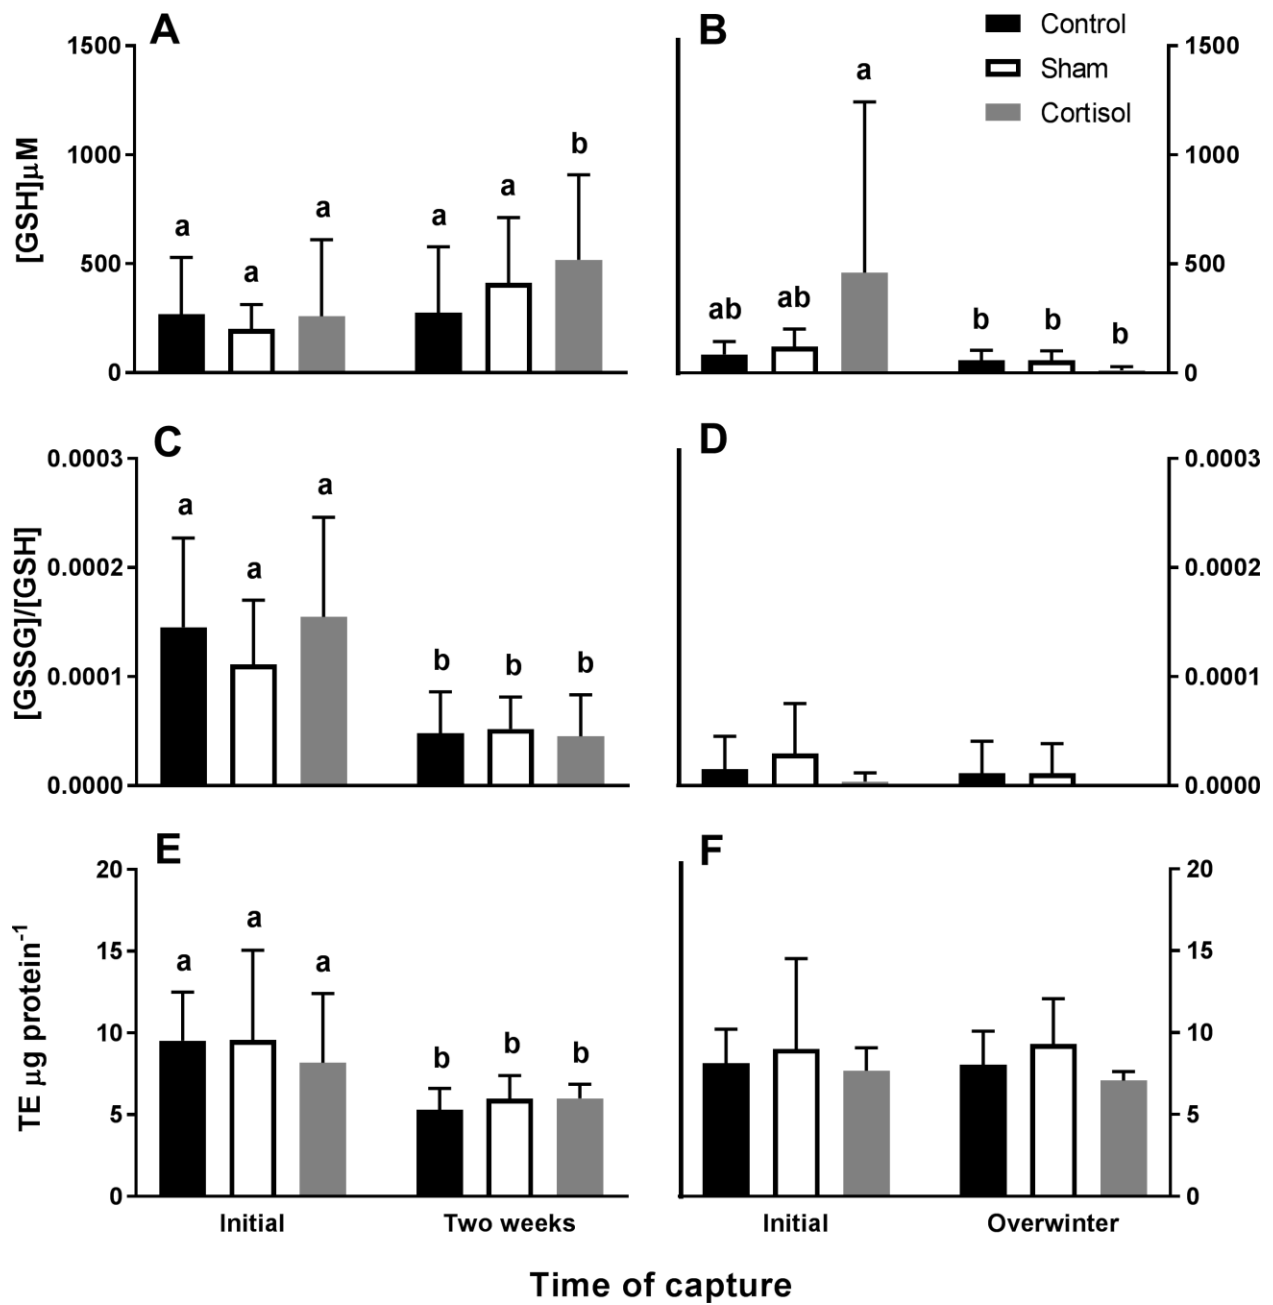 A
B
Control
Sham
Cortisol
[GSH]µM
1500
1000
500
0
a
a
a
a
a
b
ab
ab
a
b
b
b
1500
1000
500
0
C
D
[GSSG]/[GSH]
0.0003
0.0002
0.0001
0.0000
a
a
a
b
b
b
0.0003
0.0002
0.0001
0.0000
E
F
TE µg protein⁻¹
20
15
10
5
0
a
a
a
b
b
b
20
15
10
5
0
Initial
Two weeks
Initial
Overwinter
Time of capture